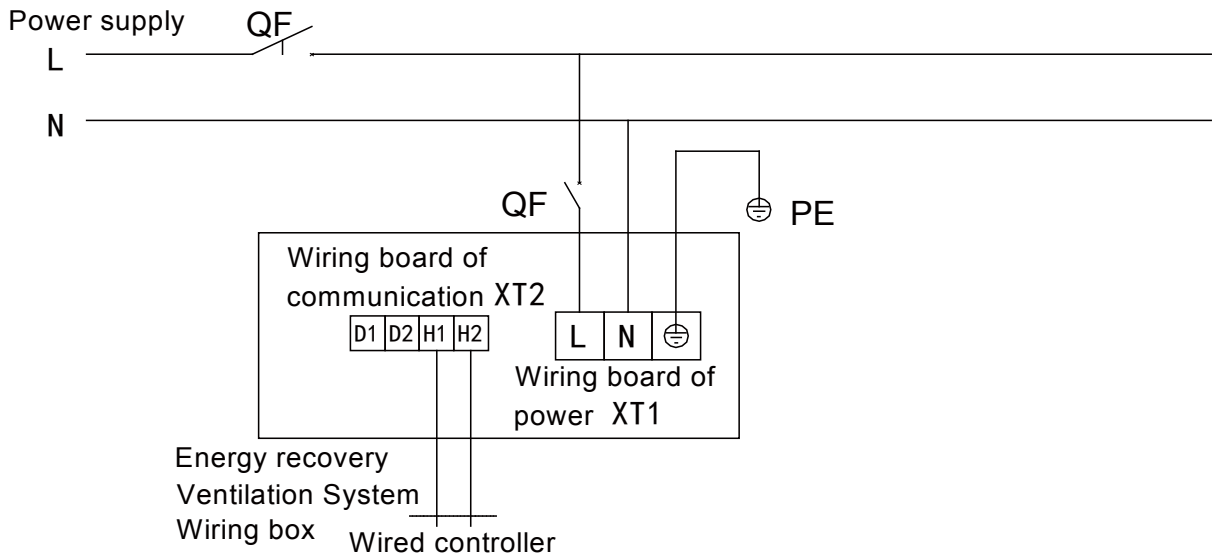 Power supply QF
L
N
QF PE
Wiring board of
communication XT2
D1 D2 H1 H2
L N
Wiring board of
power XT1
Energy recovery
Ventilation System
Wiring box
Wired controller